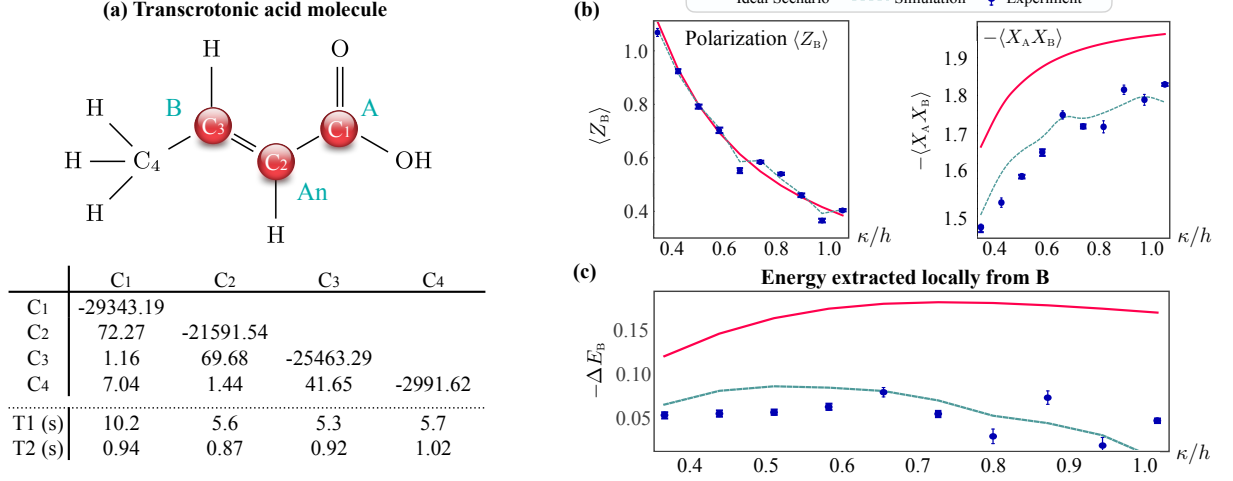 (a) Transcrotonic acid molecule
H
O
B
A
H
C3
C1
H
C4
C2
OH
H
An
H
C1 C2 C3 C4
C1 -29343.19
C2 72.27 -21591.54
C3 1.16 69.68 -25463.29
C4 7.04 1.44 41.65 -2991.62
T1 (s) 10.2 5.6 5.3 5.7
T2 (s) 0.94 0.87 0.92 1.02
(b)
Ideal Scenario Simulation Experiment
Polarization ⟨Z_B⟩
⟨Z_B⟩
1.0
0.8
0.6
0.4
0.4 0.6 0.8 1.0 κ/h
−⟨X_A X_B⟩
−⟨X_A X_B⟩
1.9
1.8
1.7
1.6
1.5
0.4 0.6 0.8 1.0 κ/h
(c) Energy extracted locally from B
−ΔE_B
0.15
0.10
0.05
0.4 0.5 0.6 0.7 0.8 0.9 1.0 κ/h